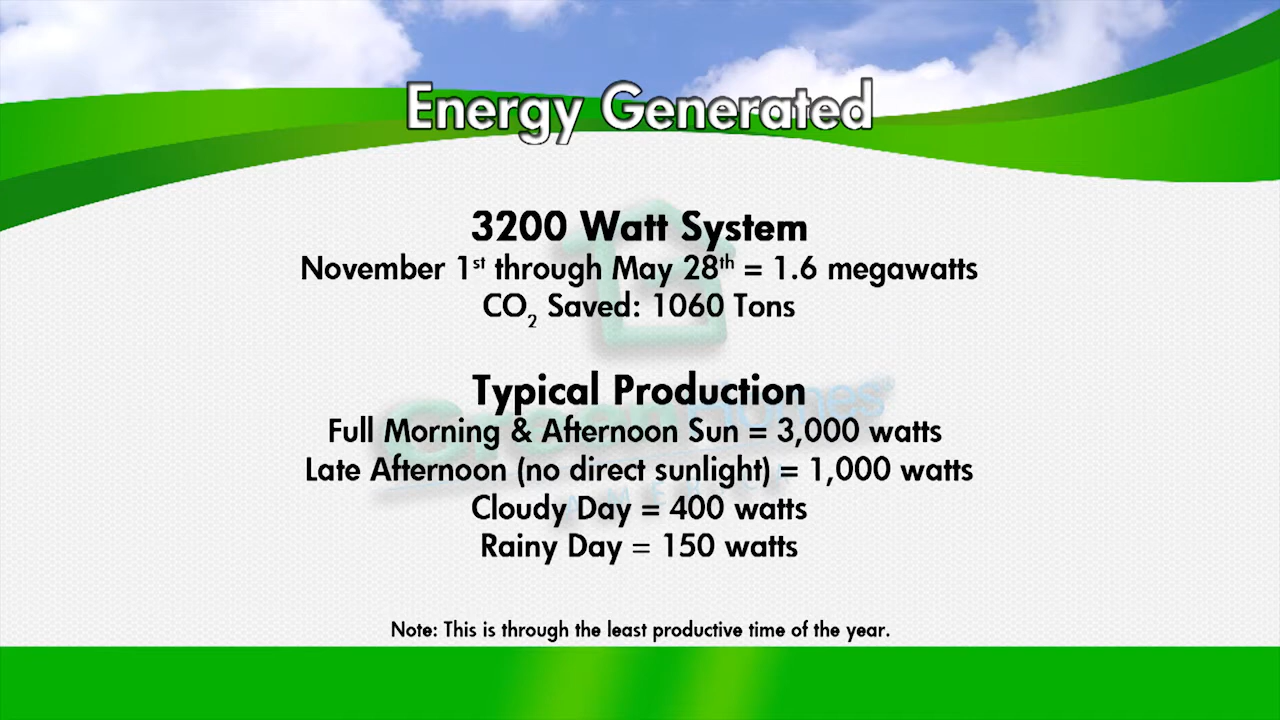 Energy Generated
3200 Watt System
November 1st through May 28th = 1.6 megawatts
CO2 Saved: 1060 Tons
Typical Production
GreenHomes
Full Morning & Afternoon Sun = 3,000 watts
Late Afternoon (no direct sunlight) = 1,000 watts
AMERICA
Cloudy Day = 400 watts
Rainy Day = 150 watts
Note: This is through the least productive time of the year.